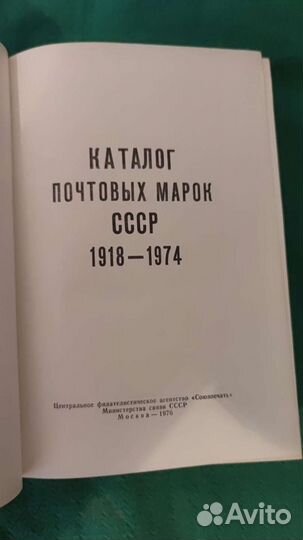 КАТАЛОГ
ПОЧТОВЫХ МАРОК
СССР
1918—1974
Центральное филателистическое агентство «Союзпечать»
Министерства связи СССР
Москва—1976
Avito